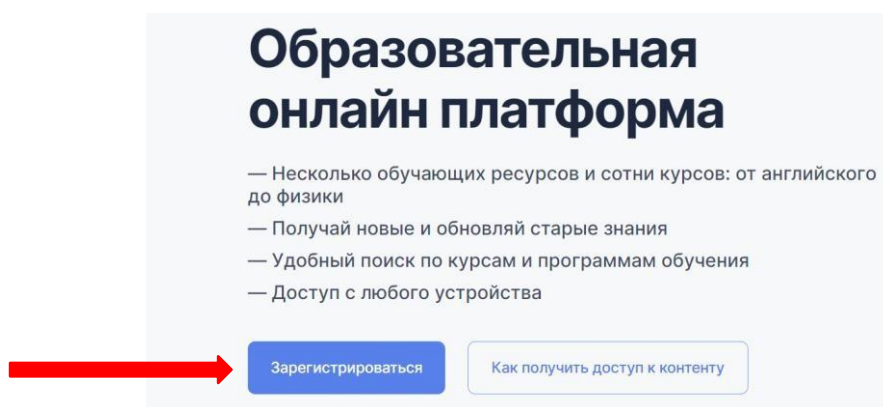 Образовательная
онлайн платформа
— Несколько обучающих ресурсов и сотни курсов: от английского
до физики
— Получай новые и обновляй старые знания
— Удобный поиск по курсам и программам обучения
— Доступ с любого устройства
Зарегистрироваться
Как получить доступ к контенту